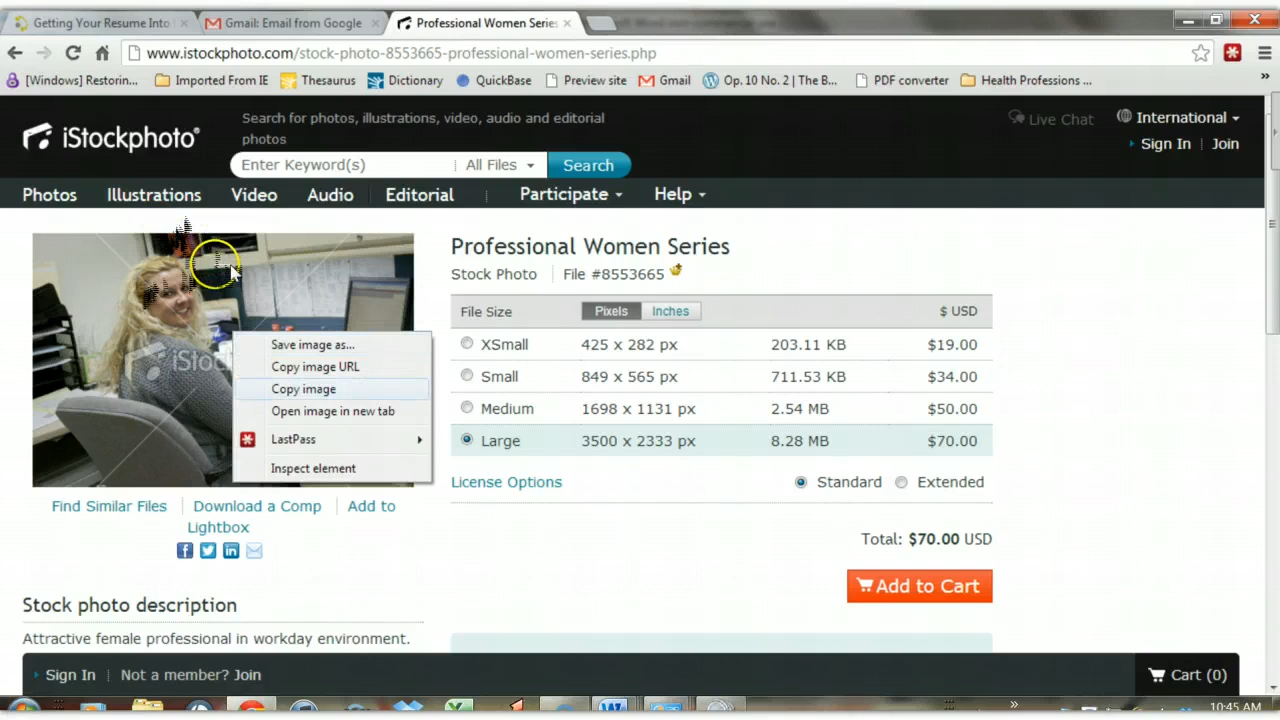 Getting Your Resume Into
Gmail: Email from Google
Professional Women Series
www.istockphoto.com/stock-photo-8553665-professional-women-series.php
[Windows] Restorin... Imported From IE Thesaurus Dictionary QuickBase Preview site Gmail Op. 10 No. 2 | The B... PDF converter Health Professions ...
iStockphoto®
Search for photos, illustrations, video, audio and editorial
photos
Enter Keyword(s) All Files Search
Live Chat International
Sign In Join
Photos Illustrations Video Audio Editorial Participate Help
Professional Women Series
Stock Photo File #8553665
File Size Pixels Inches $ USD
XSmall 425 x 282 px 203.11 KB $19.00
Small 849 x 565 px 711.53 KB $34.00
Medium 1698 x 1131 px 2.54 MB $50.00
Large 3500 x 2333 px 8.28 MB $70.00
License Options Standard Extended
Total: $70.00 USD
Add to Cart
iStock
Save image as...
Copy image URL
Copy image
Open image in new tab
LastPass
Inspect element
Find Similar Files Download a Comp Add to
Lightbox
Stock photo description
Attractive female professional in workday environment.
Sign In Not a member? Join Cart (0)
10:45 AM